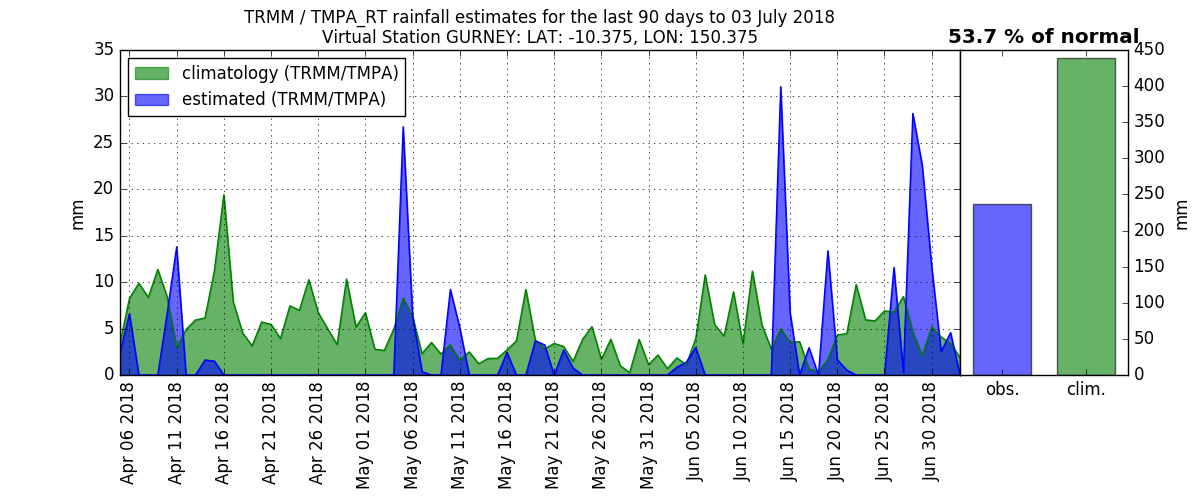 TRMM / TMPA_RT rainfall estimates for the last 90 days to 03 July 2018
Virtual Station GURNEY: LAT: -10.375, LON: 150.375
53.7 % of normal
climatology (TRMM/TMPA)
estimated (TRMM/TMPA)
mm
35
30
25
20
15
10
5
0
Apr 06 2018
Apr 11 2018
Apr 16 2018
Apr 21 2018
Apr 26 2018
May 01 2018
May 06 2018
May 11 2018
May 16 2018
May 21 2018
May 26 2018
May 31 2018
Jun 05 2018
Jun 10 2018
Jun 15 2018
Jun 20 2018
Jun 25 2018
Jun 30 2018
450
400
350
300
250
200
150
100
50
0
mm
obs.
clim.